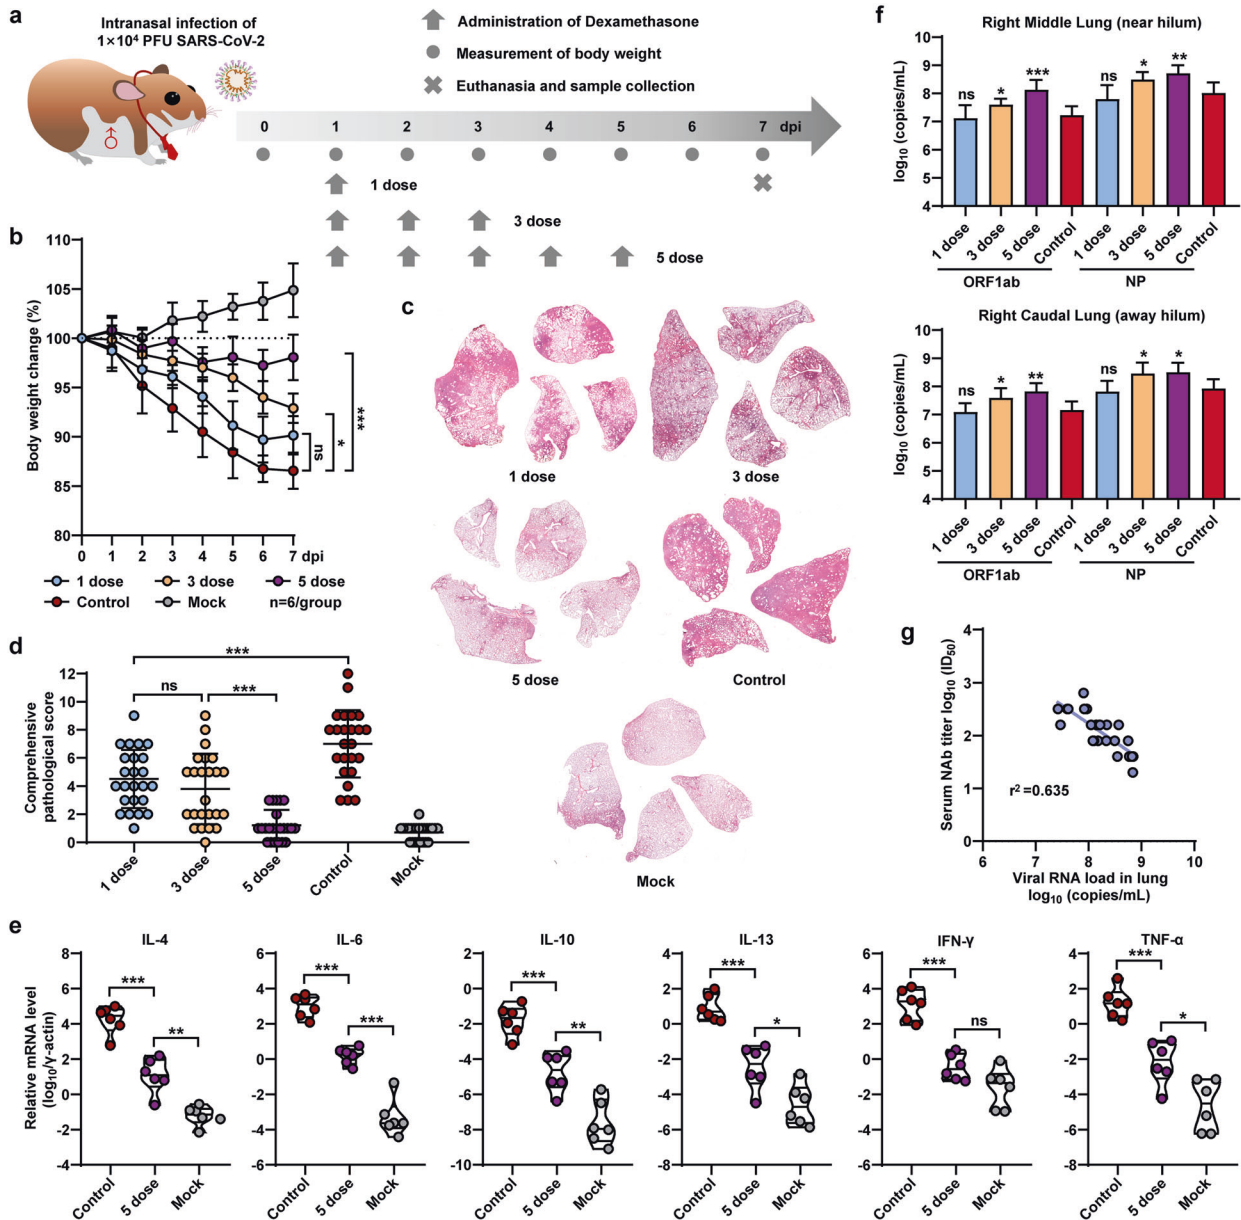 a
Intranasal infection of
1×10⁴ PFU SARS-CoV-2
Administration of Dexamethasone
Measurement of body weight
Euthanasia and sample collection
0 1 2 3 4 5 6 7 dpi
1 dose
3 dose
5 dose
b
Body weight change (%)
110
105
100
95
90
85
80
0 1 2 3 4 5 6 7 dpi
ns
*
***
1 dose 3 dose 5 dose
Control Mock n=6/group
c
1 dose
3 dose
5 dose
Control
Mock
d
Comprehensive
pathological score
12
10
8
6
4
2
0
***
ns
***
1 dose
3 dose
5 dose
Control
Mock
e
Relative mRNA level
(log₁₀/γ-actin)
IL-4
8
6
4
2
0
-2
-4
***
**
Control
5 dose
Mock
IL-6
6
4
2
0
-2
-4
-6
***
***
Control
5 dose
Mock
IL-10
2
0
-2
-4
-6
-8
-10
***
**
Control
5 dose
Mock
IL-13
4
2
0
-2
-4
-6
-8
***
*
Control
5 dose
Mock
IFN-γ
6
4
2
0
-2
-4
-6
***
ns
Control
5 dose
Mock
TNF-α
4
2
0
-2
-4
-6
-8
***
*
Control
5 dose
Mock
f
Right Middle Lung (near hilum)
log₁₀ (copies/mL)
10
9
8
7
6
5
4
ns * *** ns * **
1 dose
3 dose
5 dose
Control
1 dose
3 dose
5 dose
Control
ORF1ab NP
Right Caudal Lung (away hilum)
log₁₀ (copies/mL)
10
9
8
7
6
5
4
ns * ** ns * *
1 dose
3 dose
5 dose
Control
1 dose
3 dose
5 dose
Control
ORF1ab NP
g
Serum NAb titer log₁₀ (ID₅₀)
4
3
2
1
0
r² =0.635
6 7 8 9 10
Viral RNA load in lung
log₁₀ (copies/mL)